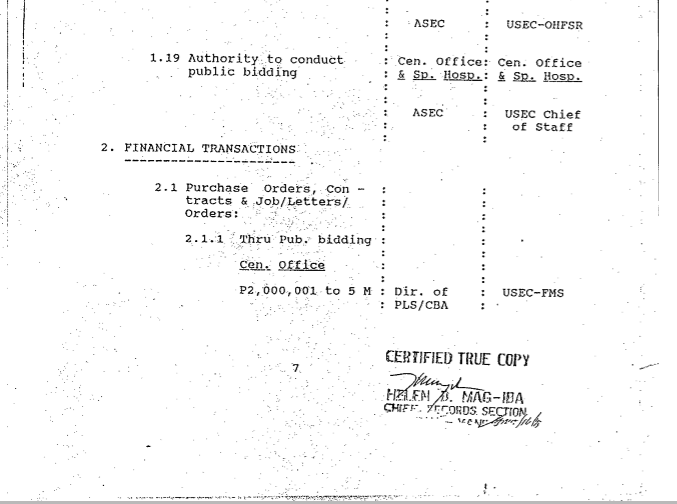 : ASEC : USEC-OHFSR
1.19 Authority to conduct : Cen. Office: Cen. Office
public bidding : & Sp. Hosp.: & Sp. Hosp.
: ASEC : USEC Chief
: : of Staff
2. FINANCIAL TRANSACTIONS
----------------------
2.1 Purchase Orders, Con - : :
tracts & Job/Letters/ : :
Orders: : :
2.1.1 Thru Pub. bidding : :
Cen. Office : :
P2,000,001 to 5 M : Dir. of : USEC-FMS
: PLS/CBA :
7
CERTIFIED TRUE COPY
HELEN B. MAG-IBA
CHIEF, RECORDS SECTION